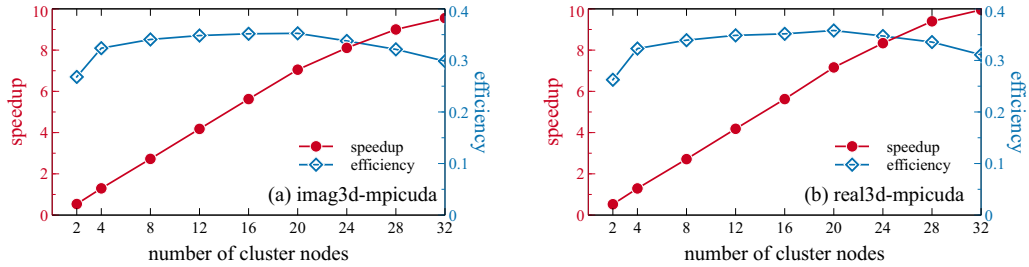 10
8
6
4
2
0
speedup
0.4
0.3
0.2
0.1
0
efficiency
speedup
efficiency
(a) imag3d-mpicuda
2 4 8 12 16 20 24 28 32
number of cluster nodes
10
8
6
4
2
0
speedup
0.4
0.3
0.2
0.1
0
efficiency
speedup
efficiency
(b) real3d-mpicuda
2 4 8 12 16 20 24 28 32
number of cluster nodes